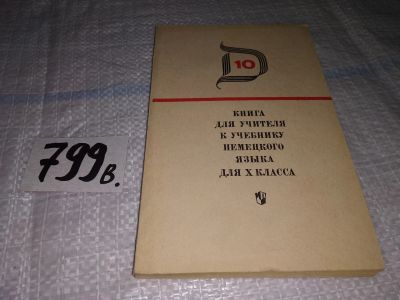 D
10
КНИГА
ДЛЯ УЧИТЕЛЯ
К УЧЕБНИКУ
НЕМЕЦКОГО
ЯЗЫКА
ДЛЯ X КЛАССА
799в.